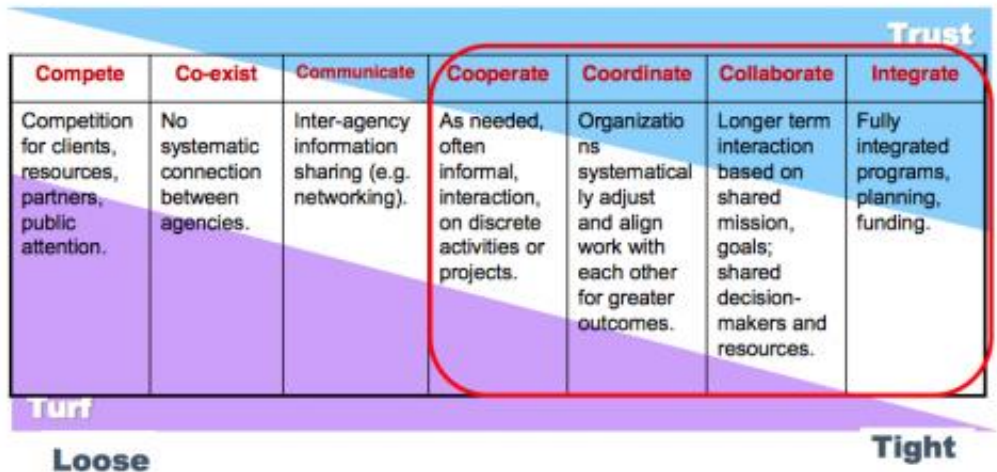 Trust
Compete
Co-exist
Communicate
Cooperate
Coordinate
Collaborate
Integrate
Competition
for clients,
resources,
partners,
public
attention.
No
systematic
connection
between
agencies.
Inter-agency
information
sharing (e.g.
networking).
As needed,
often
informal,
interaction,
on discrete
activities or
projects.
Organizatio
ns
systematical
ly adjust
and align
work with
each other
for greater
outcomes.
Longer term
interaction
based on
shared
mission,
goals;
shared
decision-
makers and
resources.
Fully
integrated
programs,
planning,
funding.
Turf
Loose
Tight